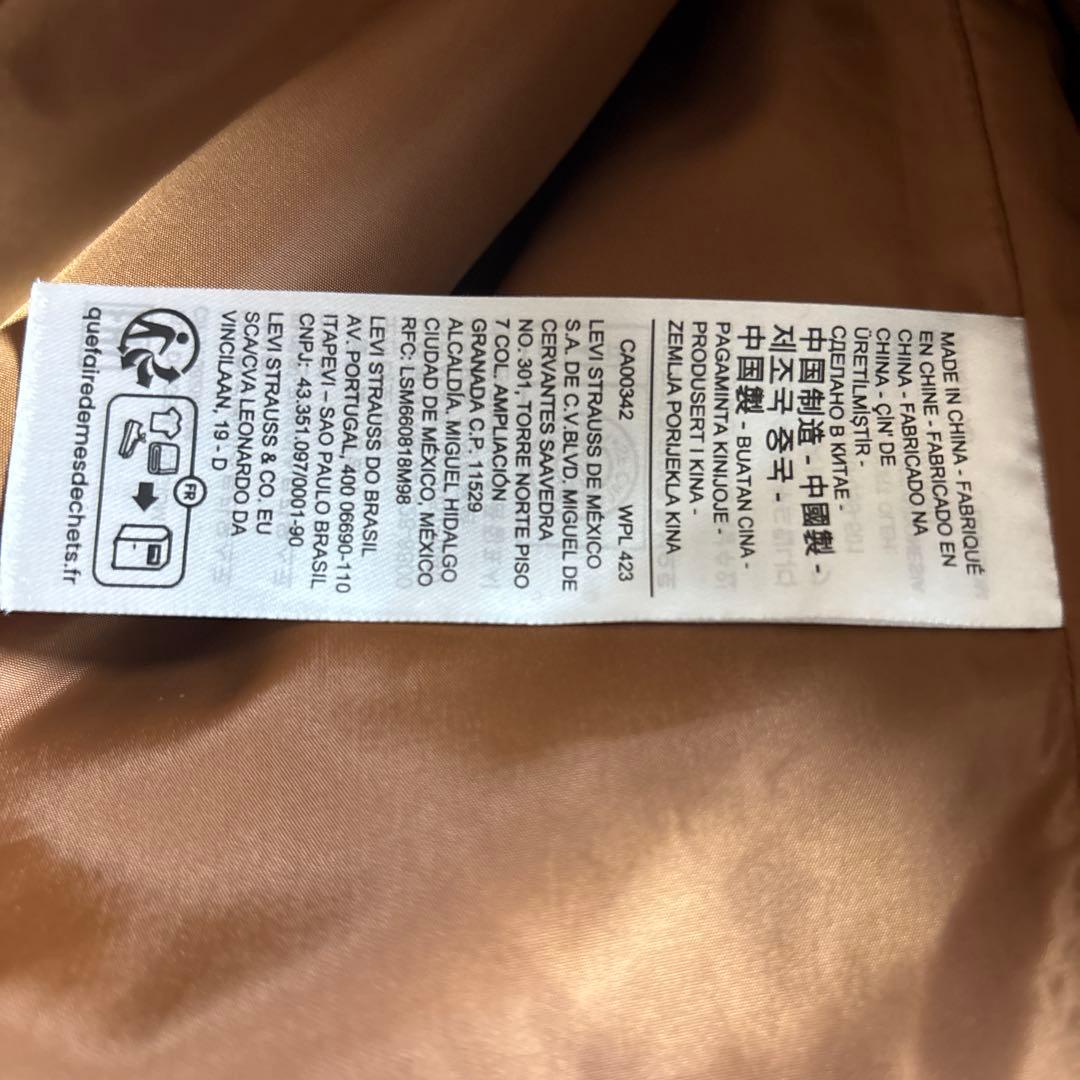 MADE IN CHINA - FABRIQUÉ
EN CHINE - FABRICADO EN
CHINA - FABRICADO NA
CHINA - ÇİN' DE
ÜRETİLMİŞTİR -
СДЕЛАНО В КИТАЕ -
中国制造 - 中國製 -
제조국 중국 -
中国製 - BUATAN CINA -
PAGAMINTA KINIJOJE -
PRODUSERT I KINA -
ZEMLJA PORIJEKLA KINA
CA00342 WPL 423
LEVI STRAUSS DE MÉXICO
S.A. DE C.V.BLVD. MIGUEL DE
CERVANTES SAAVEDRA
NO. 301, TORRE NORTE PISO
7 COL. AMPLIACIÓN
GRANADA C.P. 11529
ALCALDÍA. MIGUEL HIDALGO
CIUDAD DE MÉXICO, MÉXICO
RFC: LSM660818M98
LEVI STRAUSS DO BRASIL
AV. PORTUGAL, 400 06690-110
ITAPEVI – SAO PAULO BRASIL
CNPJ: 43.351.097/0001-90
LEVI STRAUSS & CO. EU
SCA/CVA LEONARDO DA
VINCILAAN, 19 - D
FR
quefairedemesdechets.fr